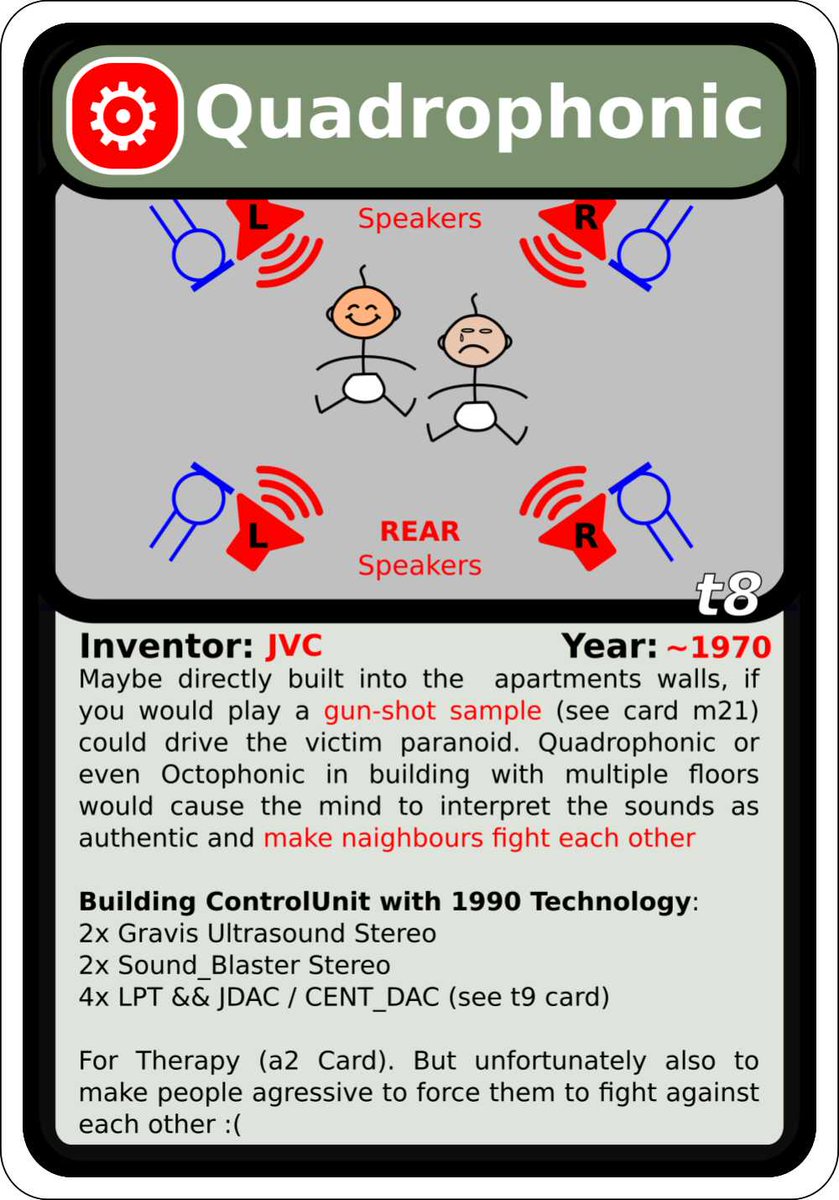 Quadrophonic
L
Speakers
R
L
REAR
Speakers
R
t8
Inventor: JVC Year: ~1970
Maybe directly built into the apartments walls, if
you would play a gun-shot sample (see card m21)
could drive the victim paranoid. Quadrophonic or
even Octophonic in building with multiple floors
would cause the mind to interpret the sounds as
authentic and make naighbours fight each other
Building ControlUnit with 1990 Technology:
2x Gravis Ultrasound Stereo
2x Sound_Blaster Stereo
4x LPT && JDAC / CENT_DAC (see t9 card)
For Therapy (a2 Card). But unfortunately also to
make people agressive to force them to fight against
each other :(